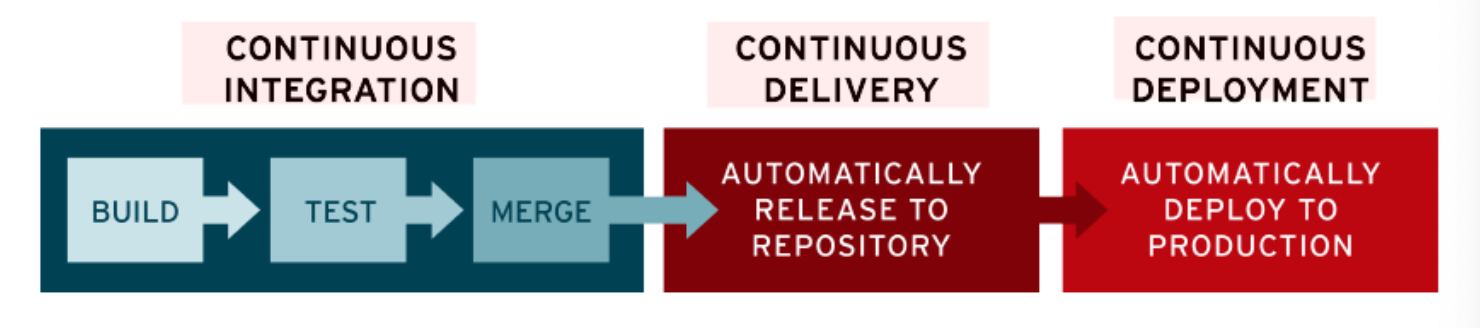 CONTINUOUS
INTEGRATION
CONTINUOUS
DELIVERY
CONTINUOUS
DEPLOYMENT
BUILD
TEST
MERGE
AUTOMATICALLY
RELEASE TO
REPOSITORY
AUTOMATICALLY
DEPLOY TO
PRODUCTION